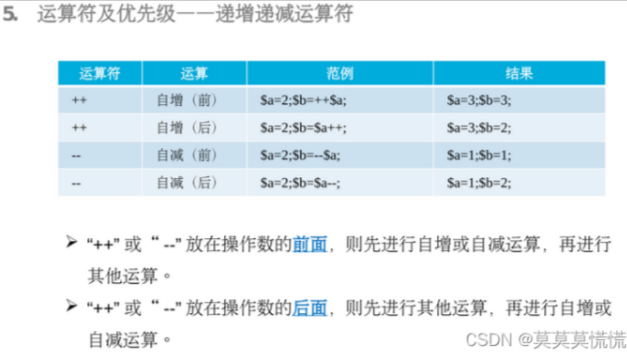 5. 运算符及优先级——递增递减运算符
运算符 运算 范例 结果
++ 自增（前） $a=2;$b=++$a; $a=3;$b=3;
++ 自增（后） $a=2;$b=$a++; $a=3;$b=2;
-- 自减（前） $a=2;$b=--$a; $a=1;$b=1;
-- 自减（后） $a=2;$b=$a--; $a=1;$b=2;
➢ “++” 或 “ --” 放在操作数的前面，则先进行自增或自减运算，再进行
其他运算。
➢ “++” 或 “ --” 放在操作数的后面，则先进行其他运算，再进行自增或
自减运算。
CSDN @莫莫莫慌慌